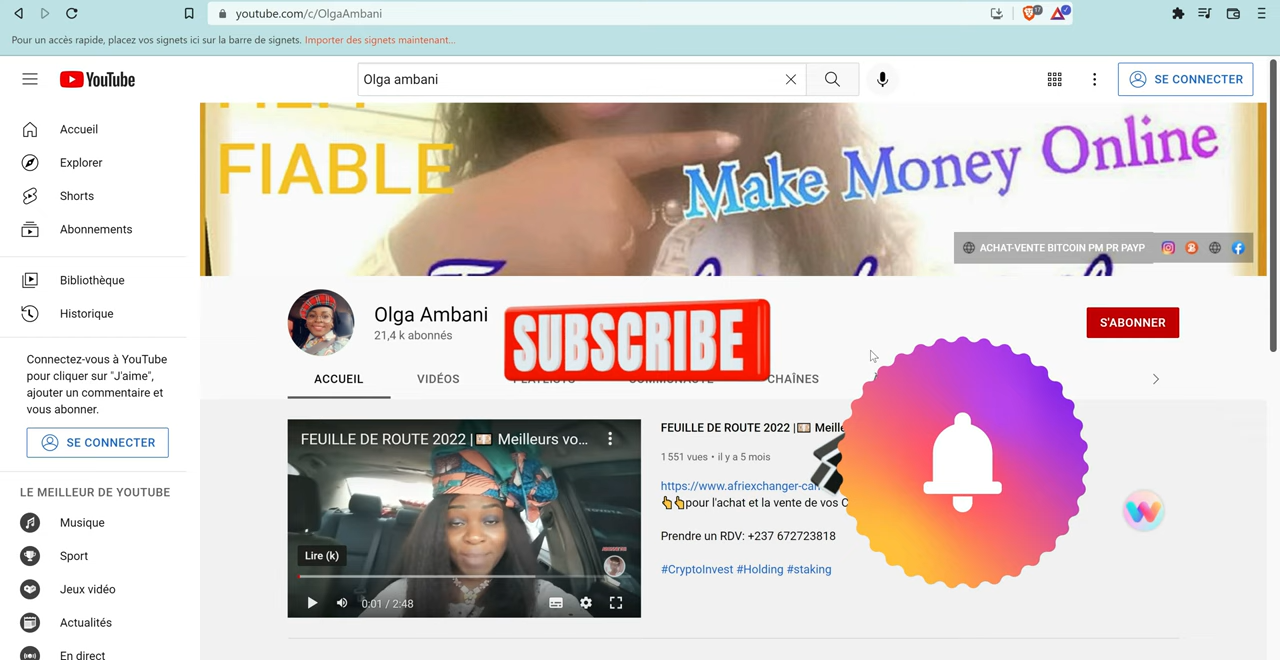 youtube.com/c/OlgaAmbani
17
Pour un accès rapide, placez vos signets ici sur la barre de signets. Importer des signets maintenant...
YouTube
Olga ambani
SE CONNECTER
Accueil
Explorer
Shorts
Abonnements
Bibliothèque
Historique
Connectez-vous à YouTube
pour cliquer sur "J'aime",
ajouter un commentaire et
vous abonner.
SE CONNECTER
LE MEILLEUR DE YOUTUBE
Musique
Sport
Jeux vidéo
Actualités
En direct
FIABLE
Make Money Online
ACHAT-VENTE BITCOIN PM PR PAYP
Olga Ambani
21,4 k abonnés
SUBSCRIBE
S'ABONNER
ACCUEIL
VIDÉOS
PLAYLISTS
COMMUNAUTÉ
CHAÎNES
FEUILLE DE ROUTE 2022 |💵 Meilleurs vo...
Lire (k)
0:01 / 2:48
FEUILLE DE ROUTE 2022 |💵 Meille
1 551 vues • il y a 5 mois
https://www.afriexchanger-can
👆👆pour l'achat et la vente de vos C
Prendre un RDV: +237 672723818
#CryptoInvest #Holding #staking